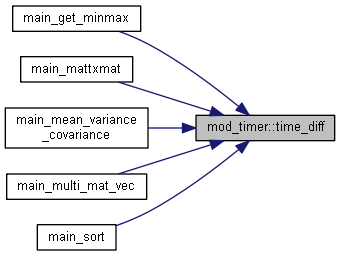 main_get_minmax
main_mattxmat
mod_timer::time_diff
main_mean_variance
_covariance
main_multi_mat_vec
main_sort